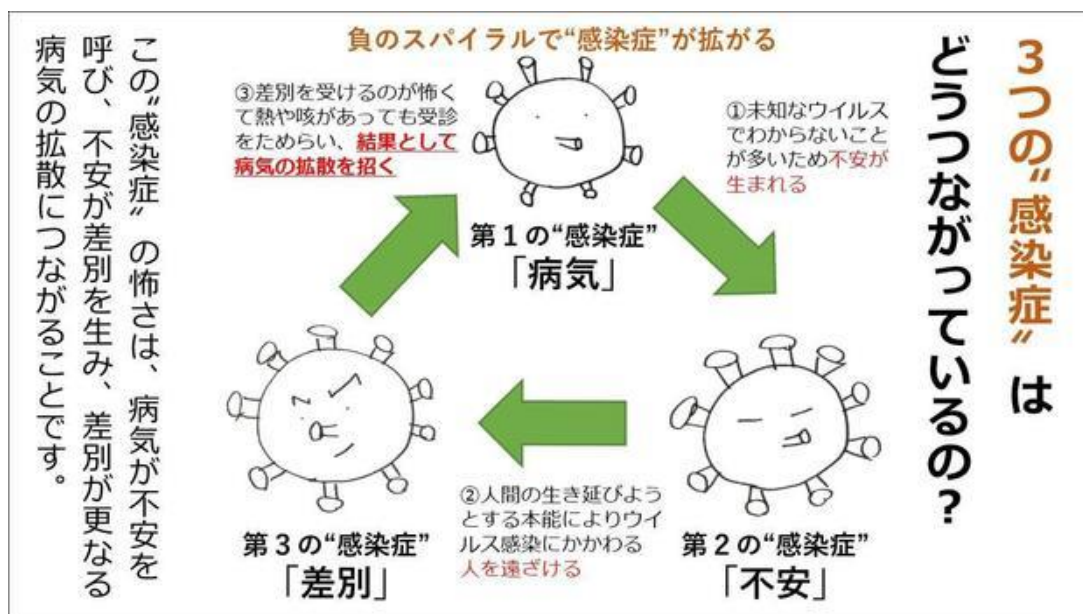 3つの“感染症”は
どうつながっているの？
負のスパイラルで“感染症”が拡がる
①未知なウイルス
でわからないこと
が多いため不安が
生まれる
第1の“感染症”
「病気」
②人間の生き延びよう
とする本能によりウイ
ルス感染にかかわる
人を遠ざける
第2の“感染症”
「不安」
③差別を受けるのが怖く
て熱や咳があっても受診
をためらい、結果として
病気の拡散を招く
第3の“感染症”
「差別」
この“感染症”の怖さは、病気が不安を
呼び、不安が差別を生み、差別が更なる
病気の拡散につながることです。